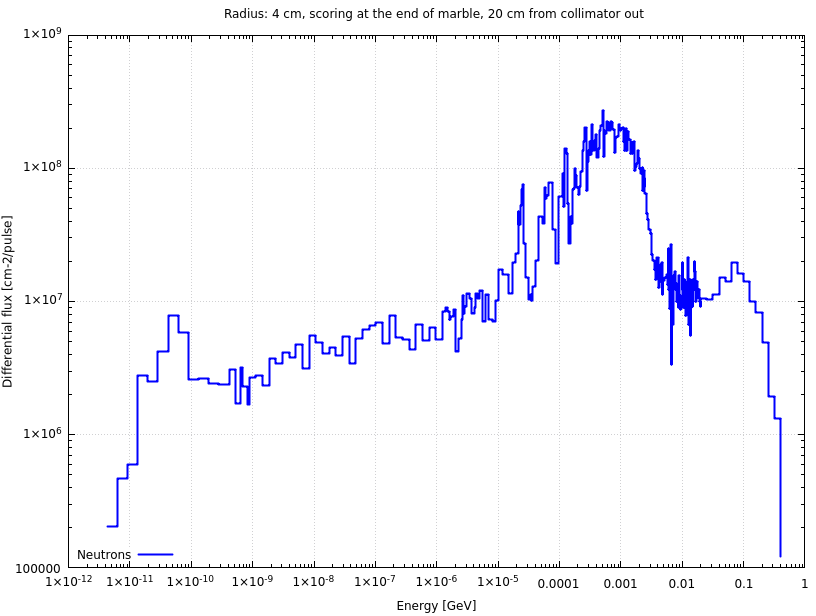 Radius: 4 cm, scoring at the end of marble, 20 cm from collimator out
1×10⁹
1×10⁸
1×10⁷
1×10⁶
100000
Differential flux [cm-2/pulse]
Neutrons
1×10⁻¹² 1×10⁻¹¹ 1×10⁻¹⁰ 1×10⁻⁹ 1×10⁻⁸ 1×10⁻⁷ 1×10⁻⁶ 1×10⁻⁵ 0.0001 0.001 0.01 0.1 1
Energy [GeV]